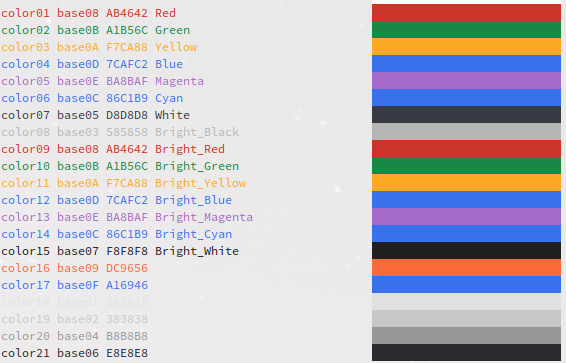 color01 base08 AB4642 Red
color02 base0B A1B56C Green
color03 base0A F7CA88 Yellow
color04 base0D 7CAFC2 Blue
color05 base0E BA8BAF Magenta
color06 base0C 86C1B9 Cyan
color07 base05 D8D8D8 White
color08 base03 585858 Bright_Black
color09 base08 AB4642 Bright_Red
color10 base0B A1B56C Bright_Green
color11 base0A F7CA88 Bright_Yellow
color12 base0D 7CAFC2 Bright_Blue
color13 base0E BA8BAF Bright_Magenta
color14 base0C 86C1B9 Bright_Cyan
color15 base07 F8F8F8 Bright_White
color16 base09 DC9656
color17 base0F A16946
color18 base01 282828
color19 base02 383838
color20 base04 B8B8B8
color21 base06 E8E8E8